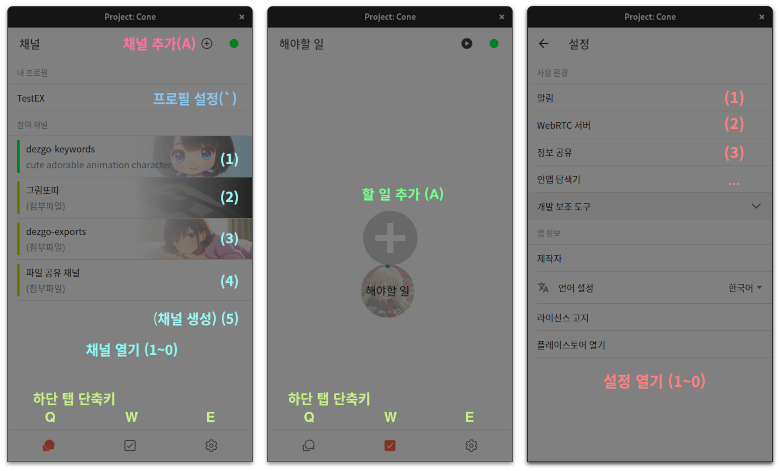 Project: Cone
채널
채널 추가(A)
내 프로필
TestEX
프로필 설정(`)
참여 채널
dezgo-keywords
cute adorable animation character
(1)
그림또따
(첨부파일)
(2)
dezgo-exports
(첨부파일)
(3)
파일 공유 채널
(첨부파일)
(4)
(채널 생성) (5)
채널 열기 (1~0)
하단 탭 단축키
Q W E
Project: Cone
해야할 일
할 일 추가 (A)
해야할 일
하단 탭 단축키
Q W E
Project: Cone
설정
사용 환경
알림
(1)
WebRTC 서버
(2)
정보 공유
(3)
인앱 탐색기
...
개발 보조 도구
앱 정보
제작자
언어 설정
한국어
라이선스 고지
플레이스토어 열기
설정 열기 (1~0)